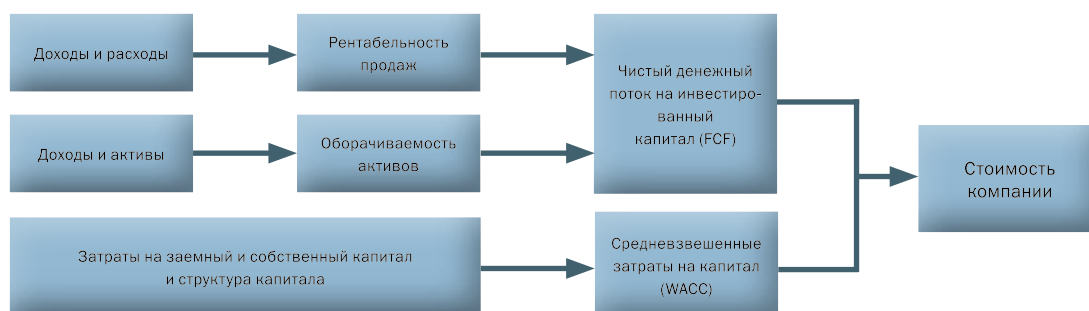 Доходы и расходы
Рентабельность
продаж
Чистый денежный
поток на инвестиро-
ванный
капитал (FCF)
Доходы и активы
Оборачиваемость
активов
Стоимость
компании
Затраты на заемный и собственный капитал
и структура капитала
Средневзвешенные
затраты на капитал
(WACC)